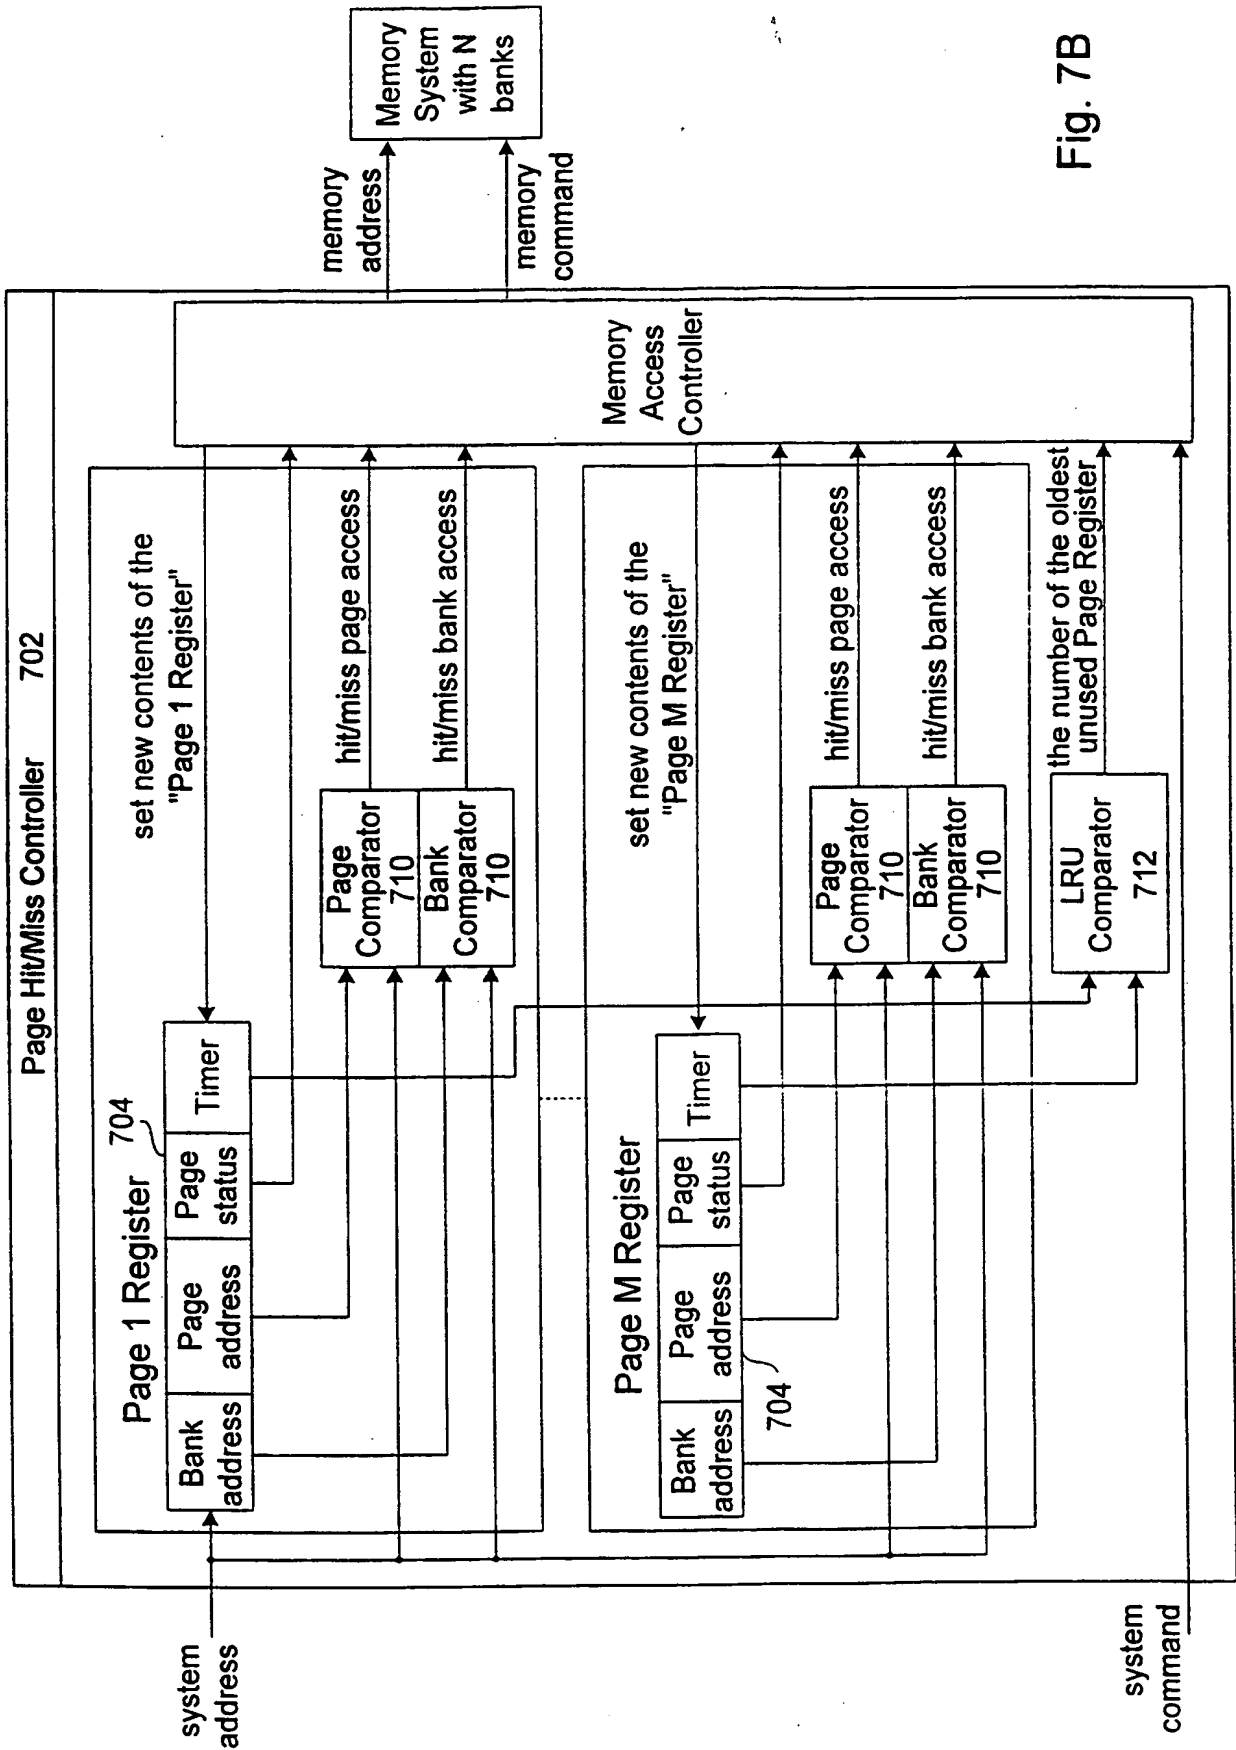 Page Hit/Miss Controller 702
system
address
Page 1 Register
704
Bank
address
Page
address
Page
status
Timer
set new contents of the
"Page 1 Register"
Page
Comparator
710
Bank
Comparator
710
hit/miss page access
hit/miss bank access
Page M Register
Bank
address
Page
address
Page
status
Timer
704
set new contents of the
"Page M Register"
Page
Comparator
710
Bank
Comparator
710
hit/miss page access
hit/miss bank access
LRU
Comparator
712
the number of the oldest
unused Page Register
system
command
Memory
Access
Controller
memory
address
memory
command
Memory
System
with N
banks
Fig. 7B